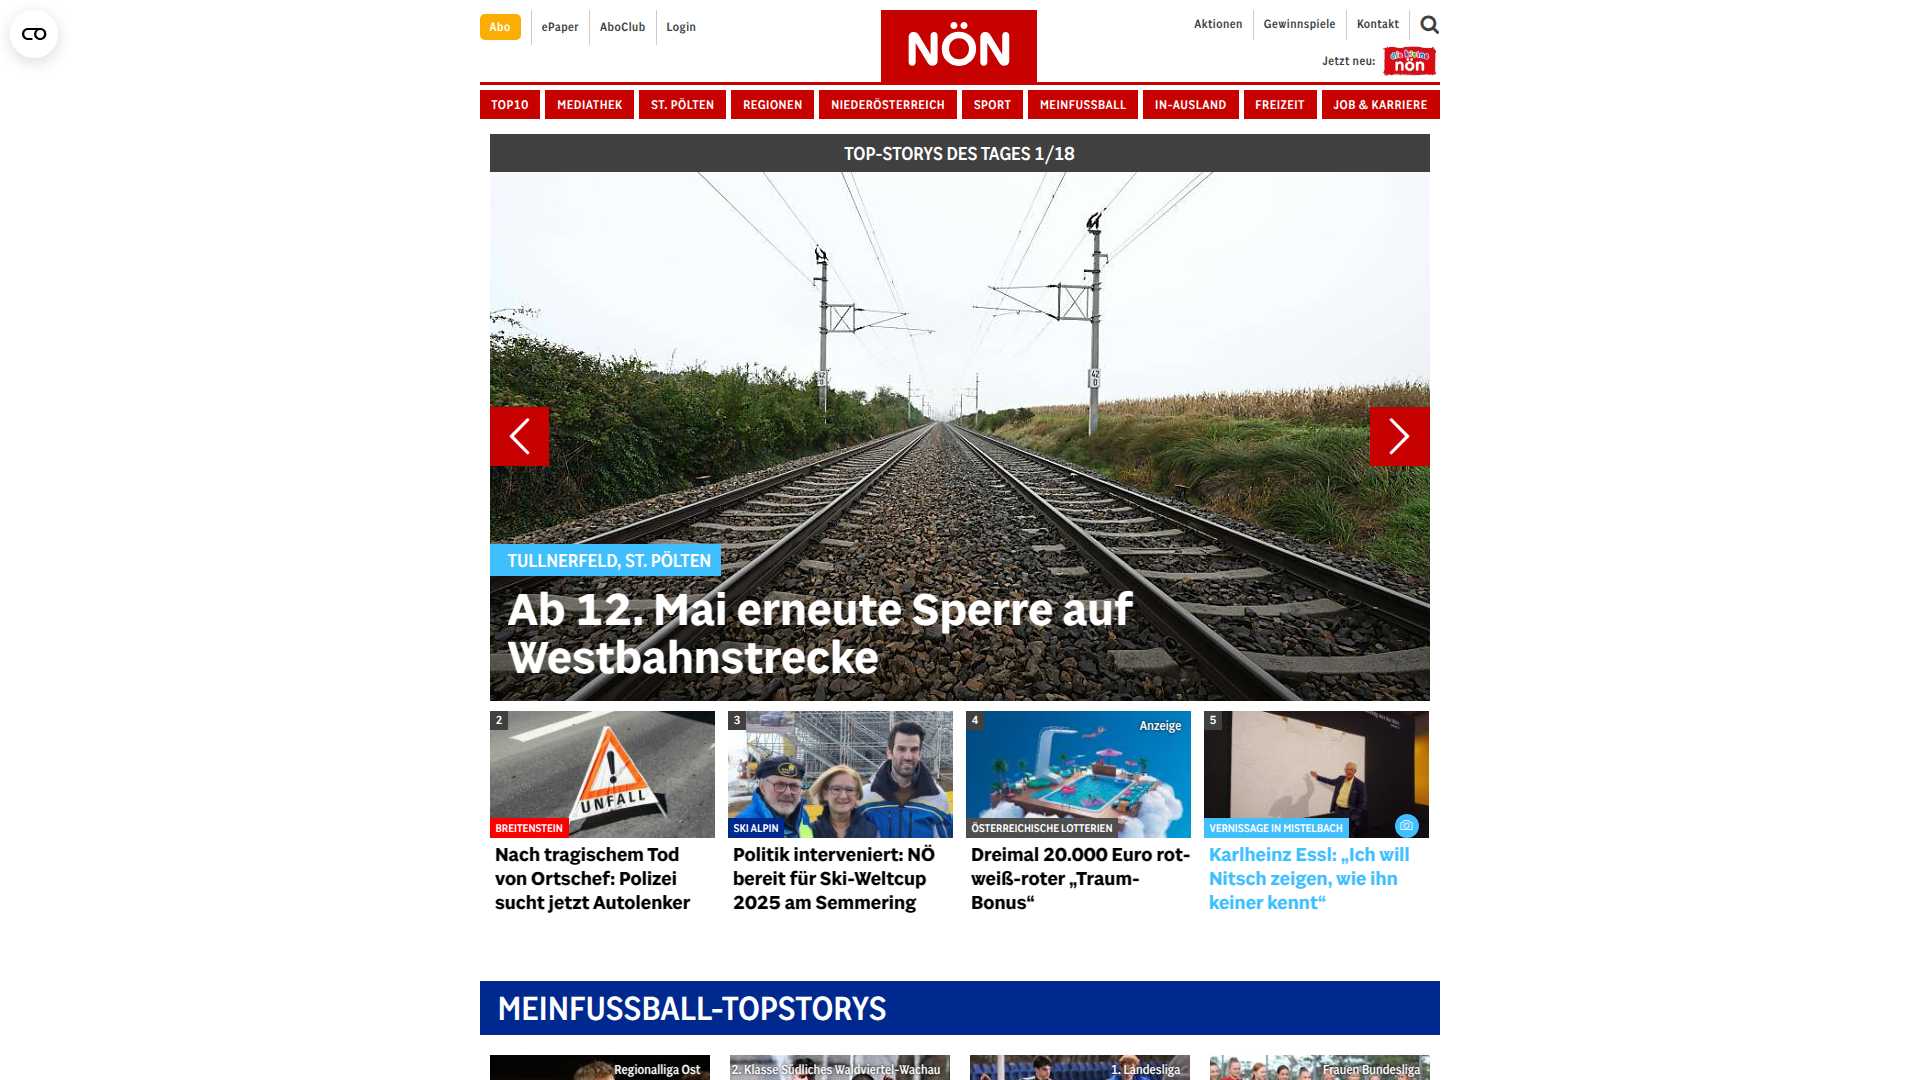 Abo
ePaper
AboClub
Login
NÖN
Aktionen
Gewinnspiele
Kontakt
Jetzt neu:
die kleine
nön
TOP10
MEDIATHEK
ST. PÖLTEN
REGIONEN
NIEDERÖSTERREICH
SPORT
MEINFUSSBALL
IN-AUSLAND
FREIZEIT
JOB & KARRIERE
TOP-STORYS DES TAGES 1/18
TULLNERFELD, ST. PÖLTEN
Ab 12. Mai erneute Sperre auf
Westbahnstrecke
2
UNFALL
BREITENSTEIN
Nach tragischem Tod
von Ortschef: Polizei
sucht jetzt Autolenker
3
SKI ALPIN
Politik interveniert: NÖ
bereit für Ski-Weltcup
2025 am Semmering
4
Anzeige
ÖSTERREICHISCHE LOTTERIEN
Dreimal 20.000 Euro rot-
weiß-roter „Traum-
Bonus“
5
VERNISSAGE IN MISTELBACH
Karlheinz Essl: „Ich will
Nitsch zeigen, wie ihn
keiner kennt“
MEINFUSSBALL-TOPSTORYS
Regionalliga Ost
2. Klasse Südliches Waldviertel-Wachau
1. Landesliga
Frauen Bundesliga